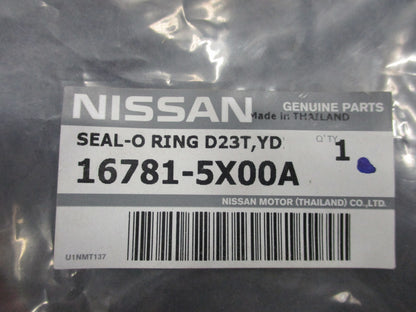 NISSAN GENUINE PARTS
Made in THAILAND
SEAL-O RING D23T,YD Q'TY
16781-5X00A 1
NISSAN MOTOR (THAILAND) CO.,LTD.
U1NMT137